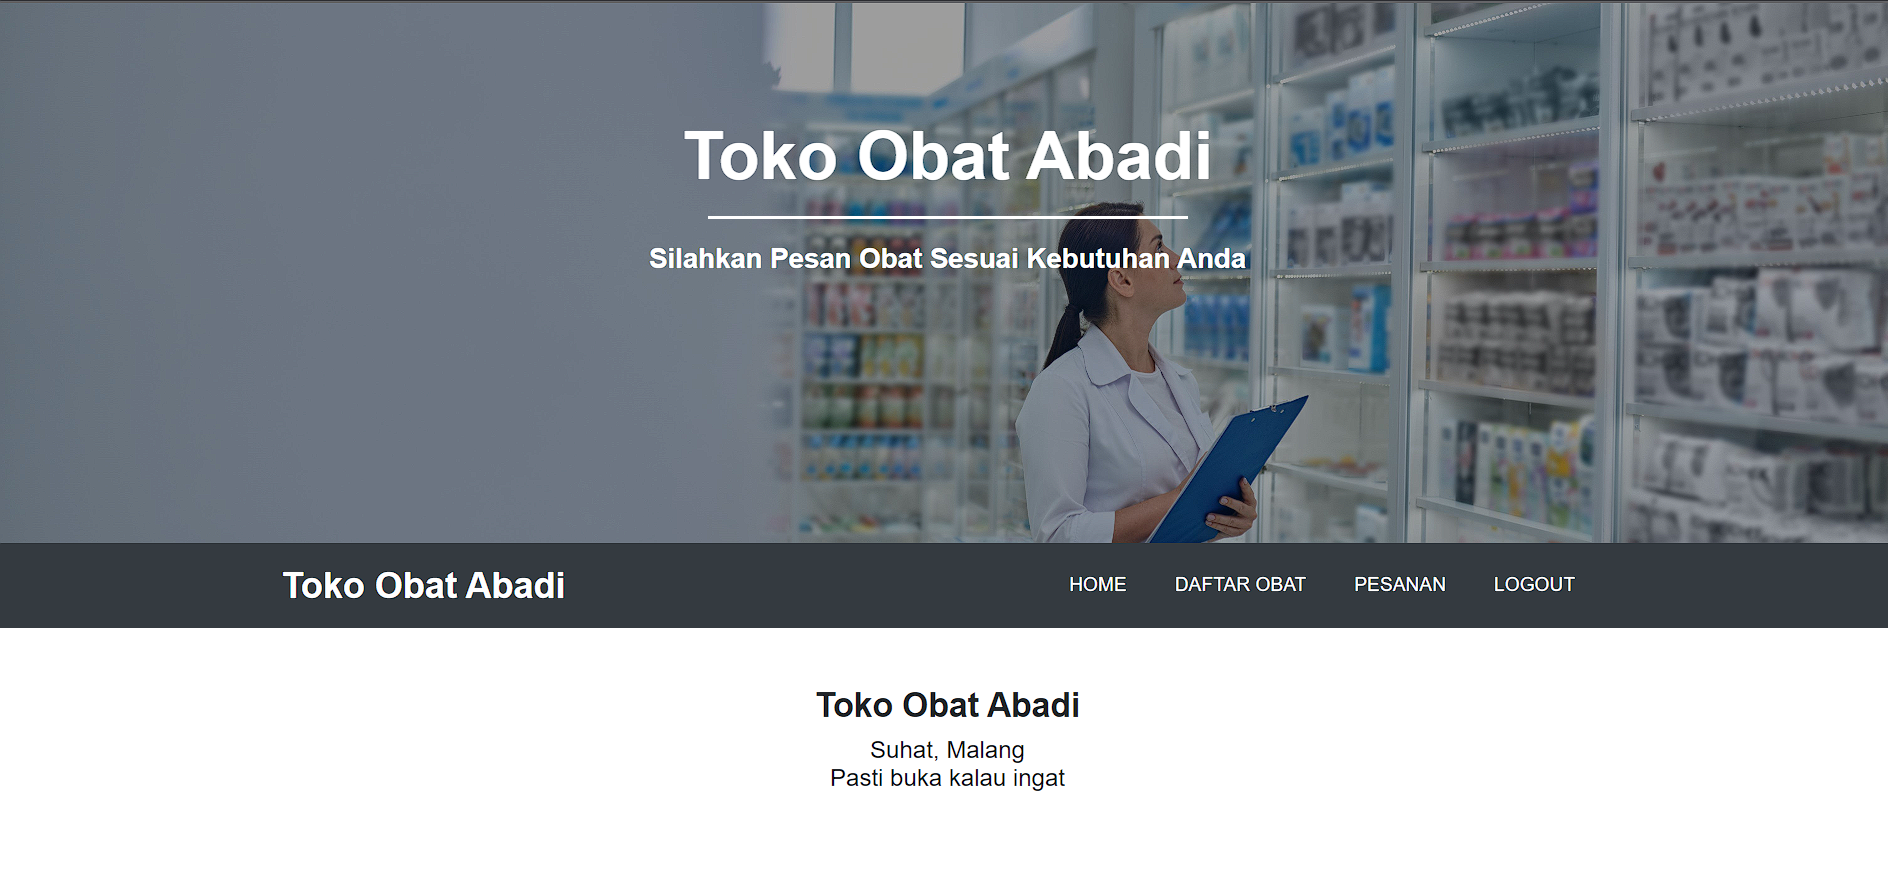 Toko Obat Abadi
Silahkan Pesan Obat Sesuai Kebutuhan Anda
Toko Obat Abadi
HOME
DAFTAR OBAT
PESANAN
LOGOUT
Toko Obat Abadi
Suhat, Malang
Pasti buka kalau ingat